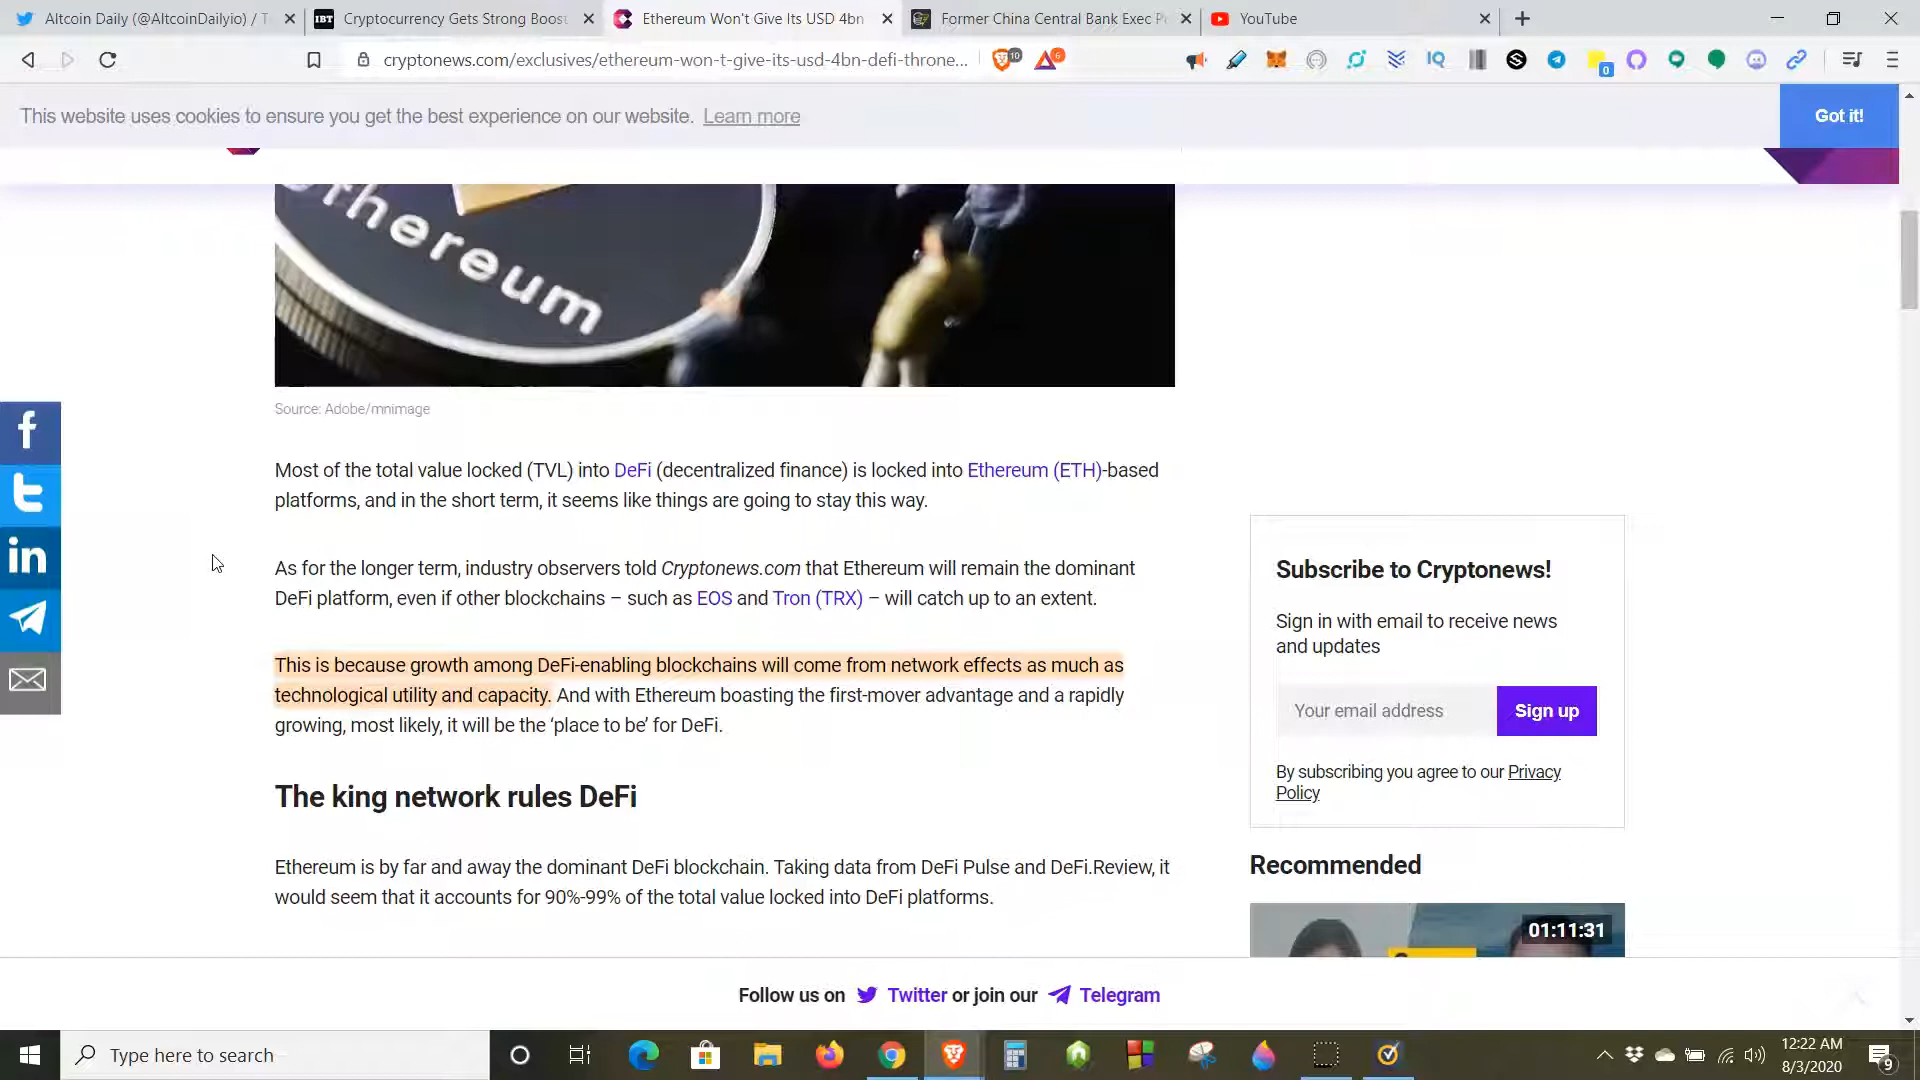 Altcoin Daily (@AltcoinDailyio) / T
Cryptocurrency Gets Strong Boost
Ethereum Won't Give Its USD 4bn
Former China Central Bank Exec P
YouTube
cryptonews.com/exclusives/ethereum-won-t-give-its-usd-4bn-defi-throne...
10
6
0
This website uses cookies to ensure you get the best experience on our website. Learn more
Got it!
ethereum
Source: Adobe/mnimage
Most of the total value locked (TVL) into DeFi (decentralized finance) is locked into Ethereum (ETH)-based
platforms, and in the short term, it seems like things are going to stay this way.
As for the longer term, industry observers told Cryptonews.com that Ethereum will remain the dominant
DeFi platform, even if other blockchains – such as EOS and Tron (TRX) – will catch up to an extent.
This is because growth among DeFi-enabling blockchains will come from network effects as much as
technological utility and capacity. And with Ethereum boasting the first-mover advantage and a rapidly
growing, most likely, it will be the ‘place to be’ for DeFi.
The king network rules DeFi
Ethereum is by far and away the dominant DeFi blockchain. Taking data from DeFi Pulse and DeFi.Review, it
would seem that it accounts for 90%-99% of the total value locked into DeFi platforms.
Subscribe to Cryptonews!
Sign in with email to receive news
and updates
Your email address
Sign up
By subscribing you agree to our Privacy
Policy
Recommended
01:11:31
Follow us on Twitter or join our Telegram
Type here to search
12:22 AM
8/3/2020
9